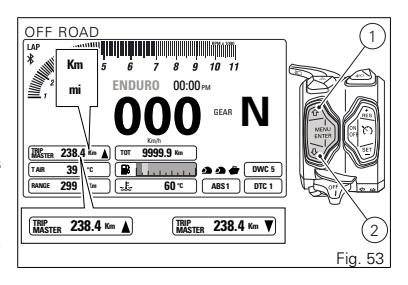 OFF ROAD
LAP
Km
mi
1 2 5 6 7 8 9 10 11
ENDURO 00:00 PM
000 GEAR N
Km/h
TRIP MASTER 238.4 Km ▲ TOT 9999.9 Km
T AIR 39 °C DWC 5
RANGE 299 Km 60 °C ABS 1 DTC 1
TRIP MASTER 238.4 Km ▲ TRIP MASTER 238.4 Km ▼
1
MENU
ENTER
RES
ON
OFF
SET
OFF
2
Fig. 53